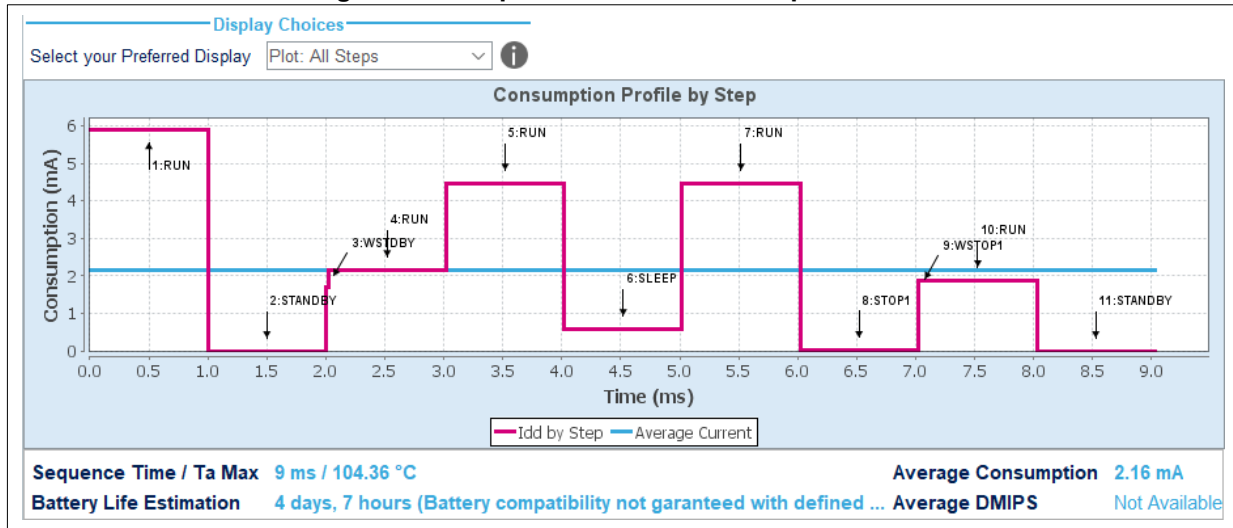 Display Choices
Select your Preferred Display Plot: All Steps i
Consumption Profile by Step
Consumption (mA)
6
5
4
3
2
1
0
1:RUN
2:STANDBY
3:WSTDBY
4:RUN
5:RUN
6:SLEEP
7:RUN
8:STOP1
9:WSTOP1
10:RUN
11:STANDBY
0.0 0.5 1.0 1.5 2.0 2.5 3.0 3.5 4.0 4.5 5.0 5.5 6.0 6.5 7.0 7.5 8.0 8.5 9.0
Time (ms)
Idd by Step Average Current
Sequence Time / Ta Max 9 ms / 104.36 °C Average Consumption 2.16 mA
Battery Life Estimation 4 days, 7 hours (Battery compatibility not garanteed with defined ... Average DMIPS Not Available